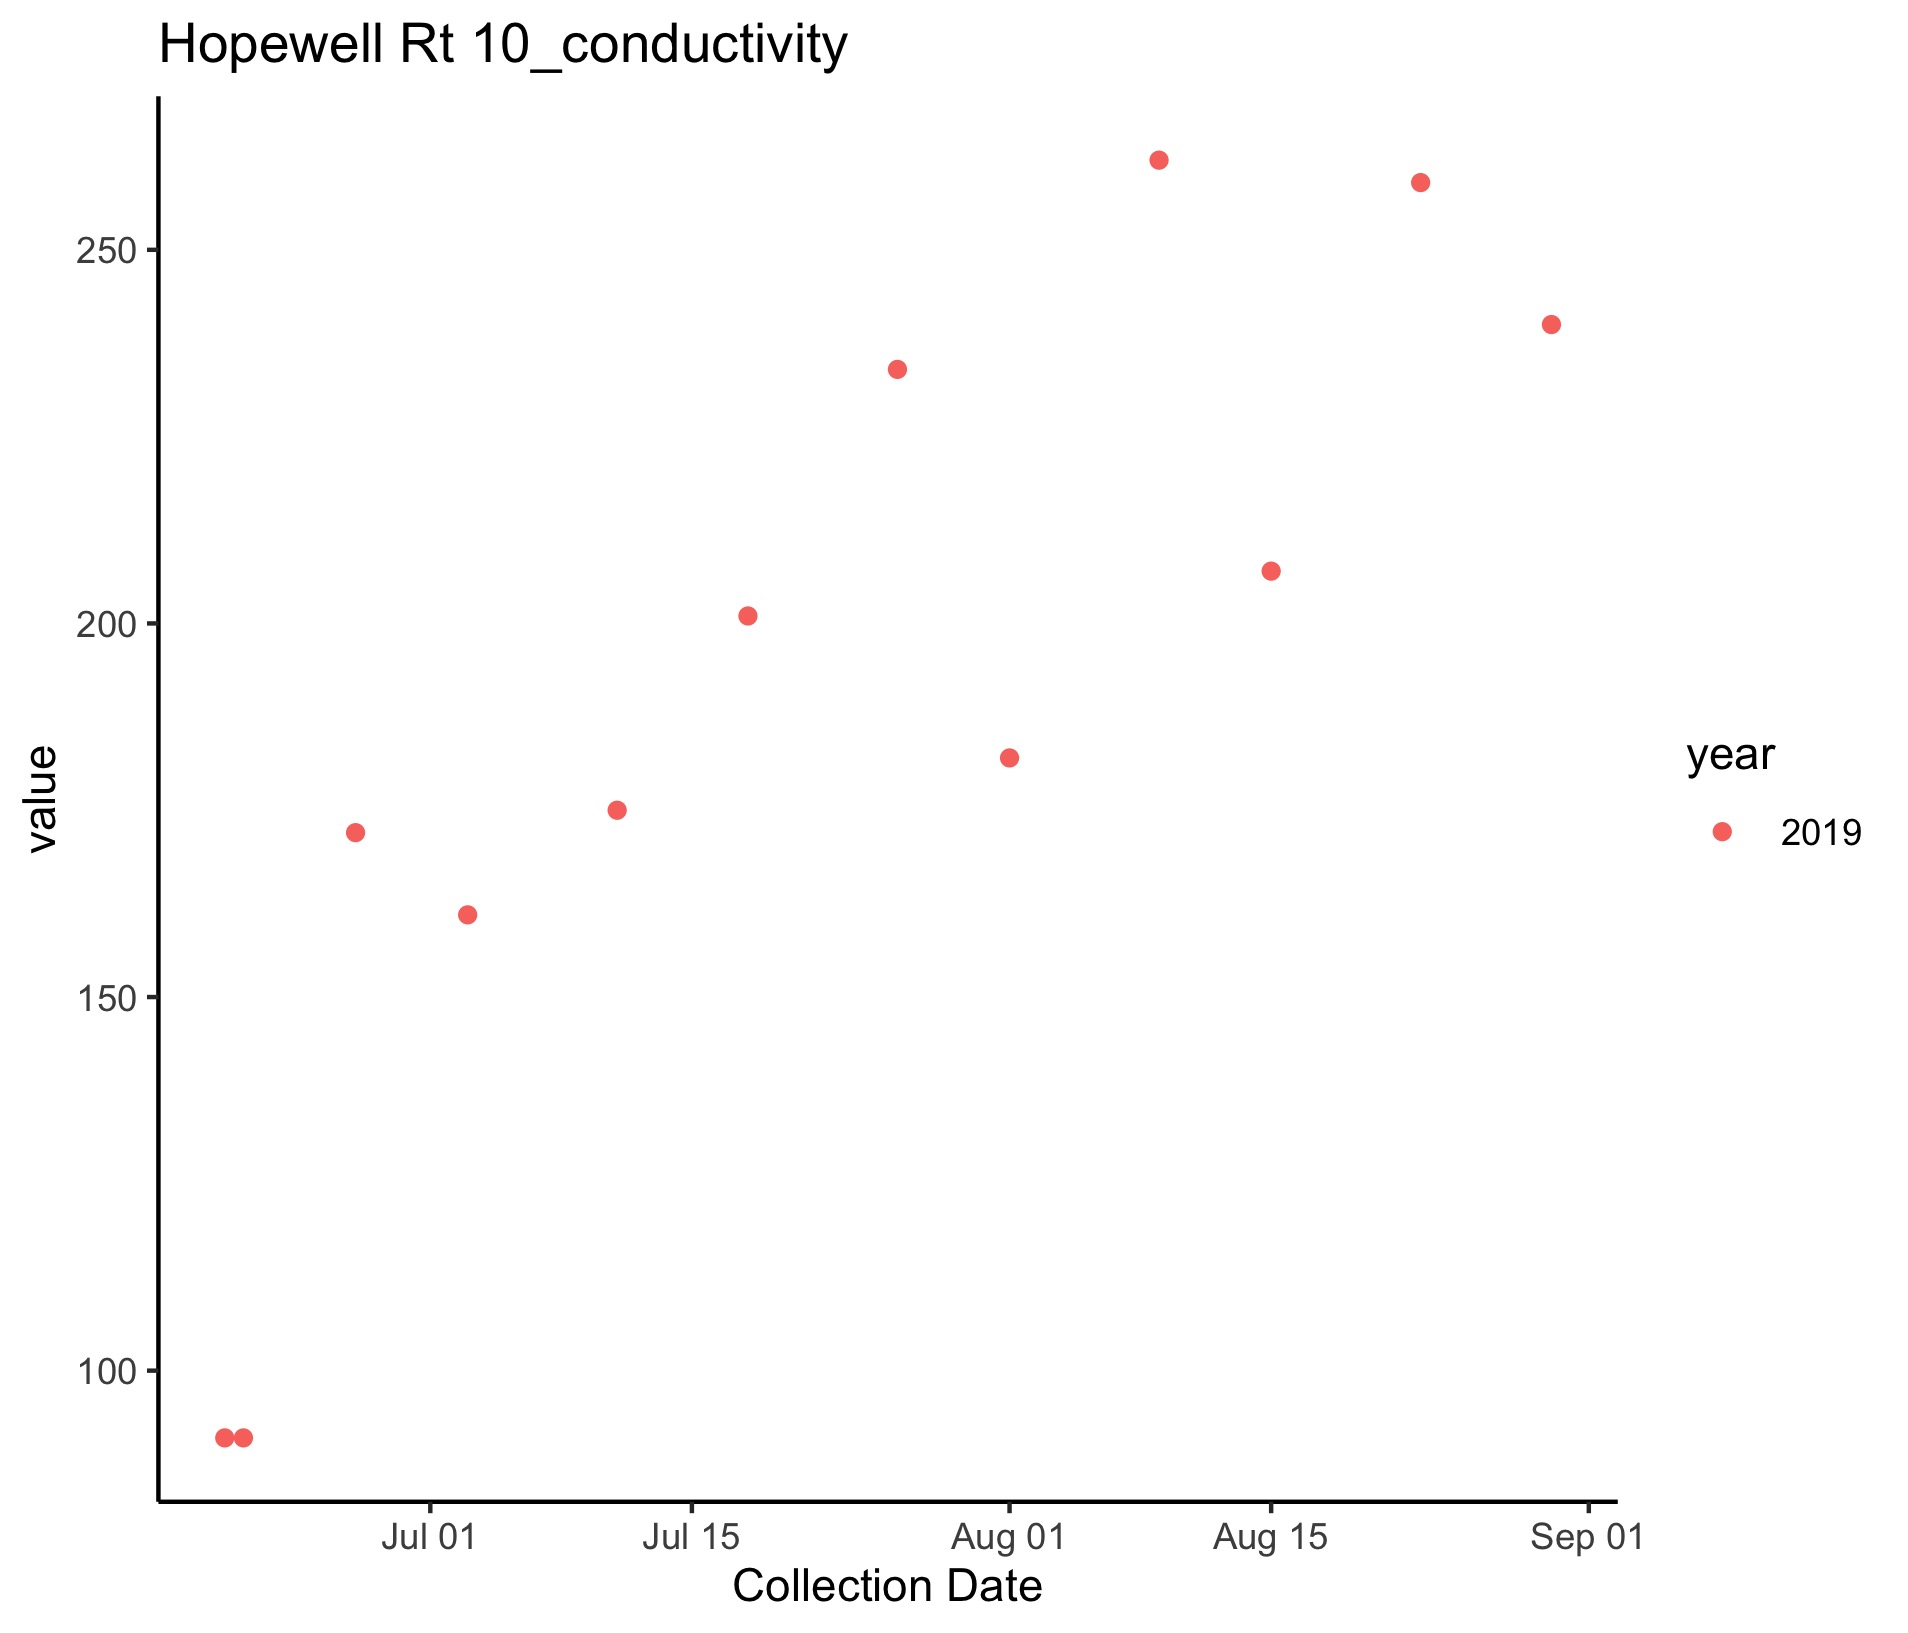 Hopewell Rt 10_conductivity
250
200
150
100
value
Jul 01
Jul 15
Aug 01
Aug 15
Sep 01
Collection Date
year
2019